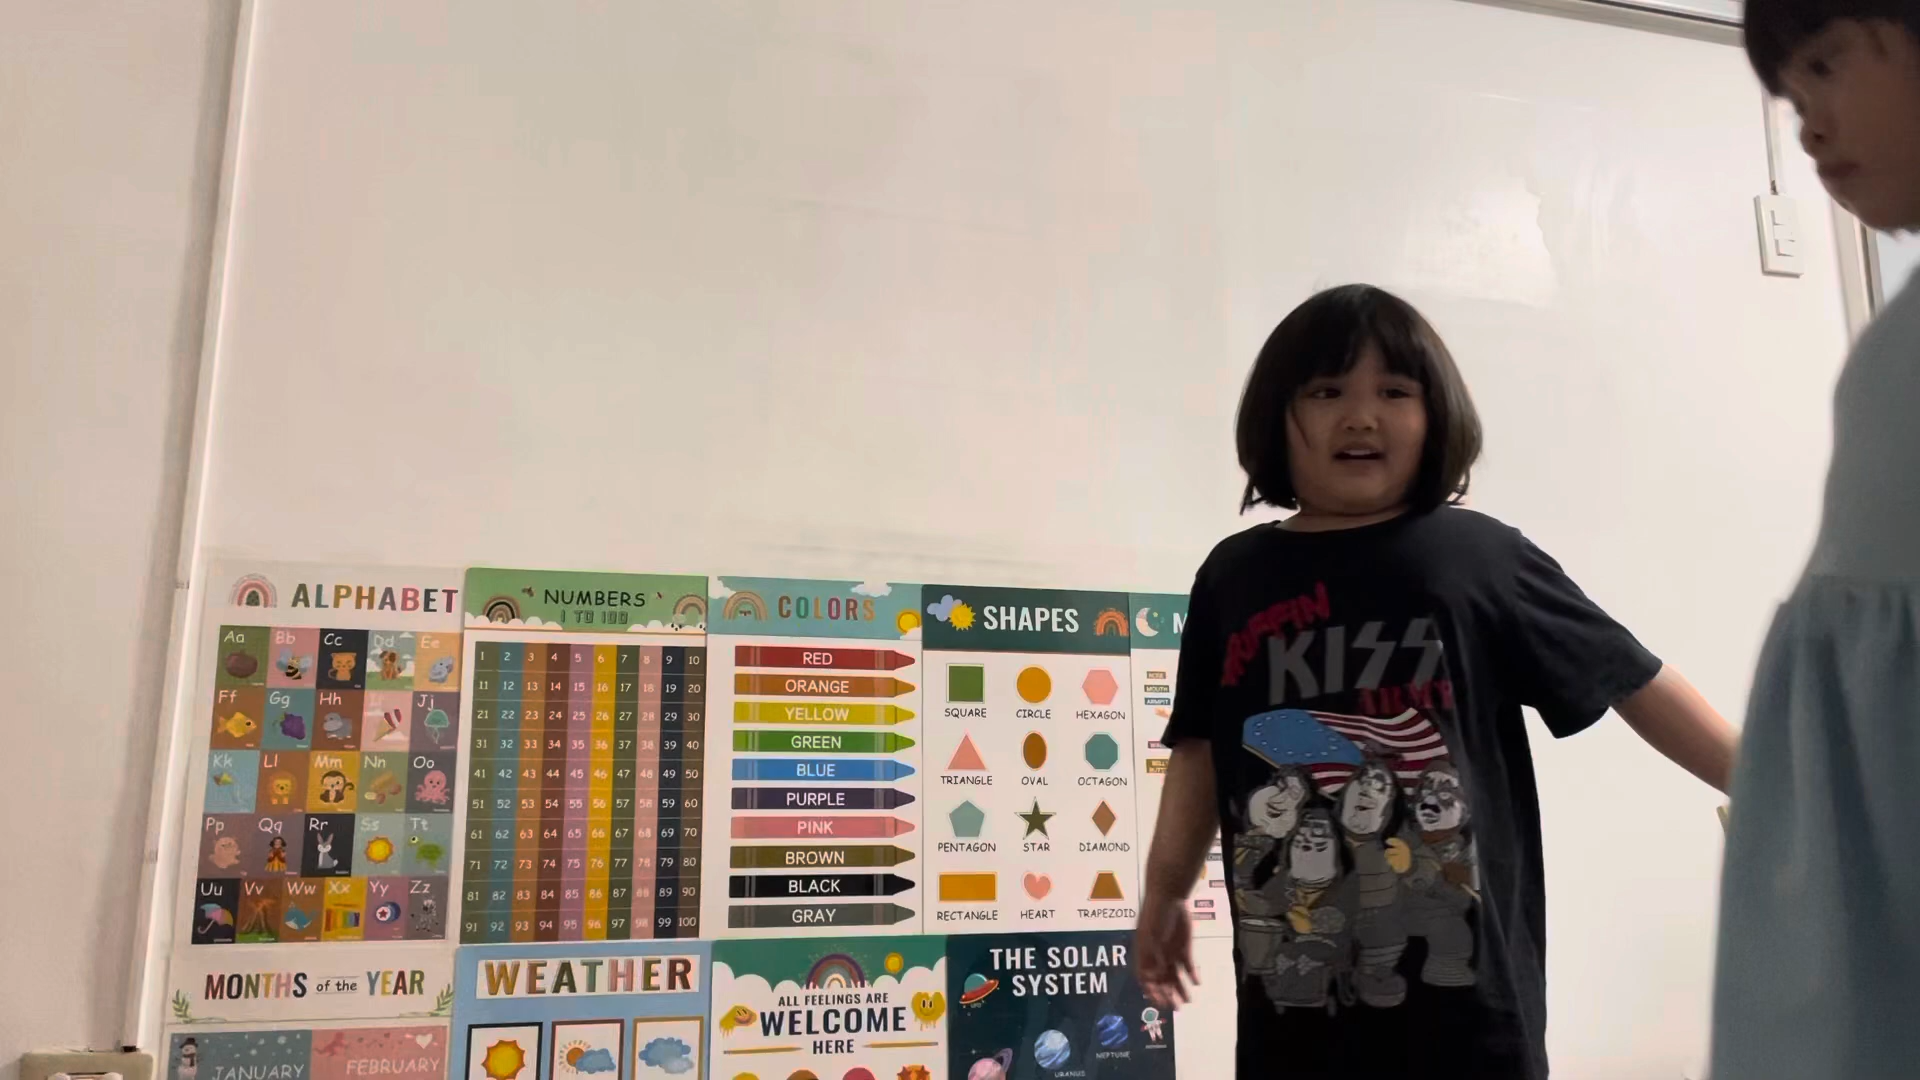 ALPHABET
Aa Bb Cc Dd Ee
Ff Gg Hh Ii Jj
Kk Ll Mm Nn Oo
Pp Qq Rr Ss Tt
Uu Vv Ww Xx Yy Zz
NUMBERS
1 TO 100
1 2 3 4 5 6 7 8 9 10
11 12 13 14 15 16 17 18 19 20
21 22 23 24 25 26 27 28 29 30
31 32 33 34 35 36 37 38 39 40
41 42 43 44 45 46 47 48 49 50
51 52 53 54 55 56 57 58 59 60
61 62 63 64 65 66 67 68 69 70
71 72 73 74 75 76 77 78 79 80
81 82 83 84 85 86 87 88 89 90
91 92 93 94 95 96 97 98 99 100
COLORS
RED
ORANGE
YELLOW
GREEN
BLUE
PURPLE
PINK
BROWN
BLACK
GRAY
SHAPES
SQUARE CIRCLE HEXAGON
TRIANGLE OVAL OCTAGON
PENTAGON STAR DIAMOND
RECTANGLE HEART TRAPEZOID
M
NOSE
MOUTH
ARMPIT
MONTHS of the YEAR
JANUARY FEBRUARY
WEATHER
ALL FEELINGS ARE
WELCOME
HERE
THE SOLAR
SYSTEM
NEPTUNE
URANUS
KISS
ARMY